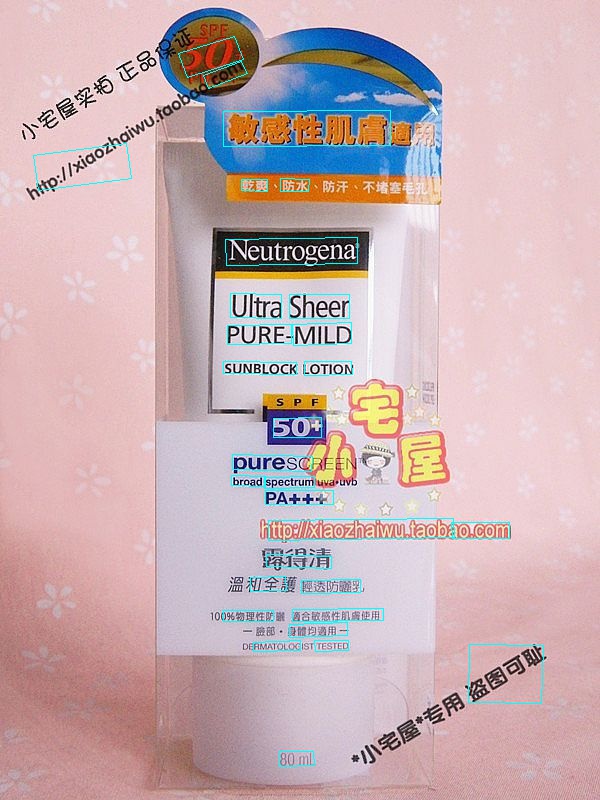 SPF
50
小宅屋实拍 正品保证
http://xiaozhaiwu.taobao.com
敏感性肌膚適用
乾爽、防水、防汗、不堵塞毛孔
Neutrogena
Ultra Sheer
PURE-MILD
SUNBLOCK LOTION
SPF
50+
小宅屋
pureSCREEN™
broad spectrum uva•uvb
PA+++
http://xiaozhaiwu.taobao.com
露得清
溫和全護 輕透防曬乳
100%物理性防曬 適合敏感性肌膚使用
一 臉部•身體均適用 一
DERMATOLOGIST TESTED
*小宅屋*专用 盗图可耻
80 mL